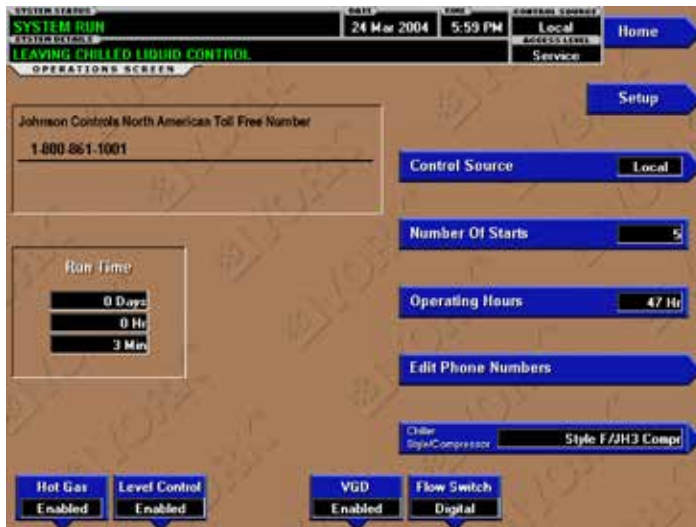 SYSTEM STATUS
SYSTEM RUN
DATE
24 Mar 2004
TIME
5:59 PM
CONTROL SOURCE
Local
Home
SYSTEM DETAILS
LEAVING CHILLED LIQUID CONTROL
ACCESS LEVEL
Service
OPERATIONS SCREEN
Setup
Johnson Controls North American Toll Free Number
1-800-861-1001
Control Source
Local
Number Of Starts
5
Run Time
0 Days
0 Hr
3 Min
Operating Hours
47 Hr
Edit Phone Numbers
Chiller
Style/Compressor
Style F/JH3 Compr
Hot Gas
Enabled
Level Control
Enabled
VGD
Enabled
Flow Switch
Digital
YORK